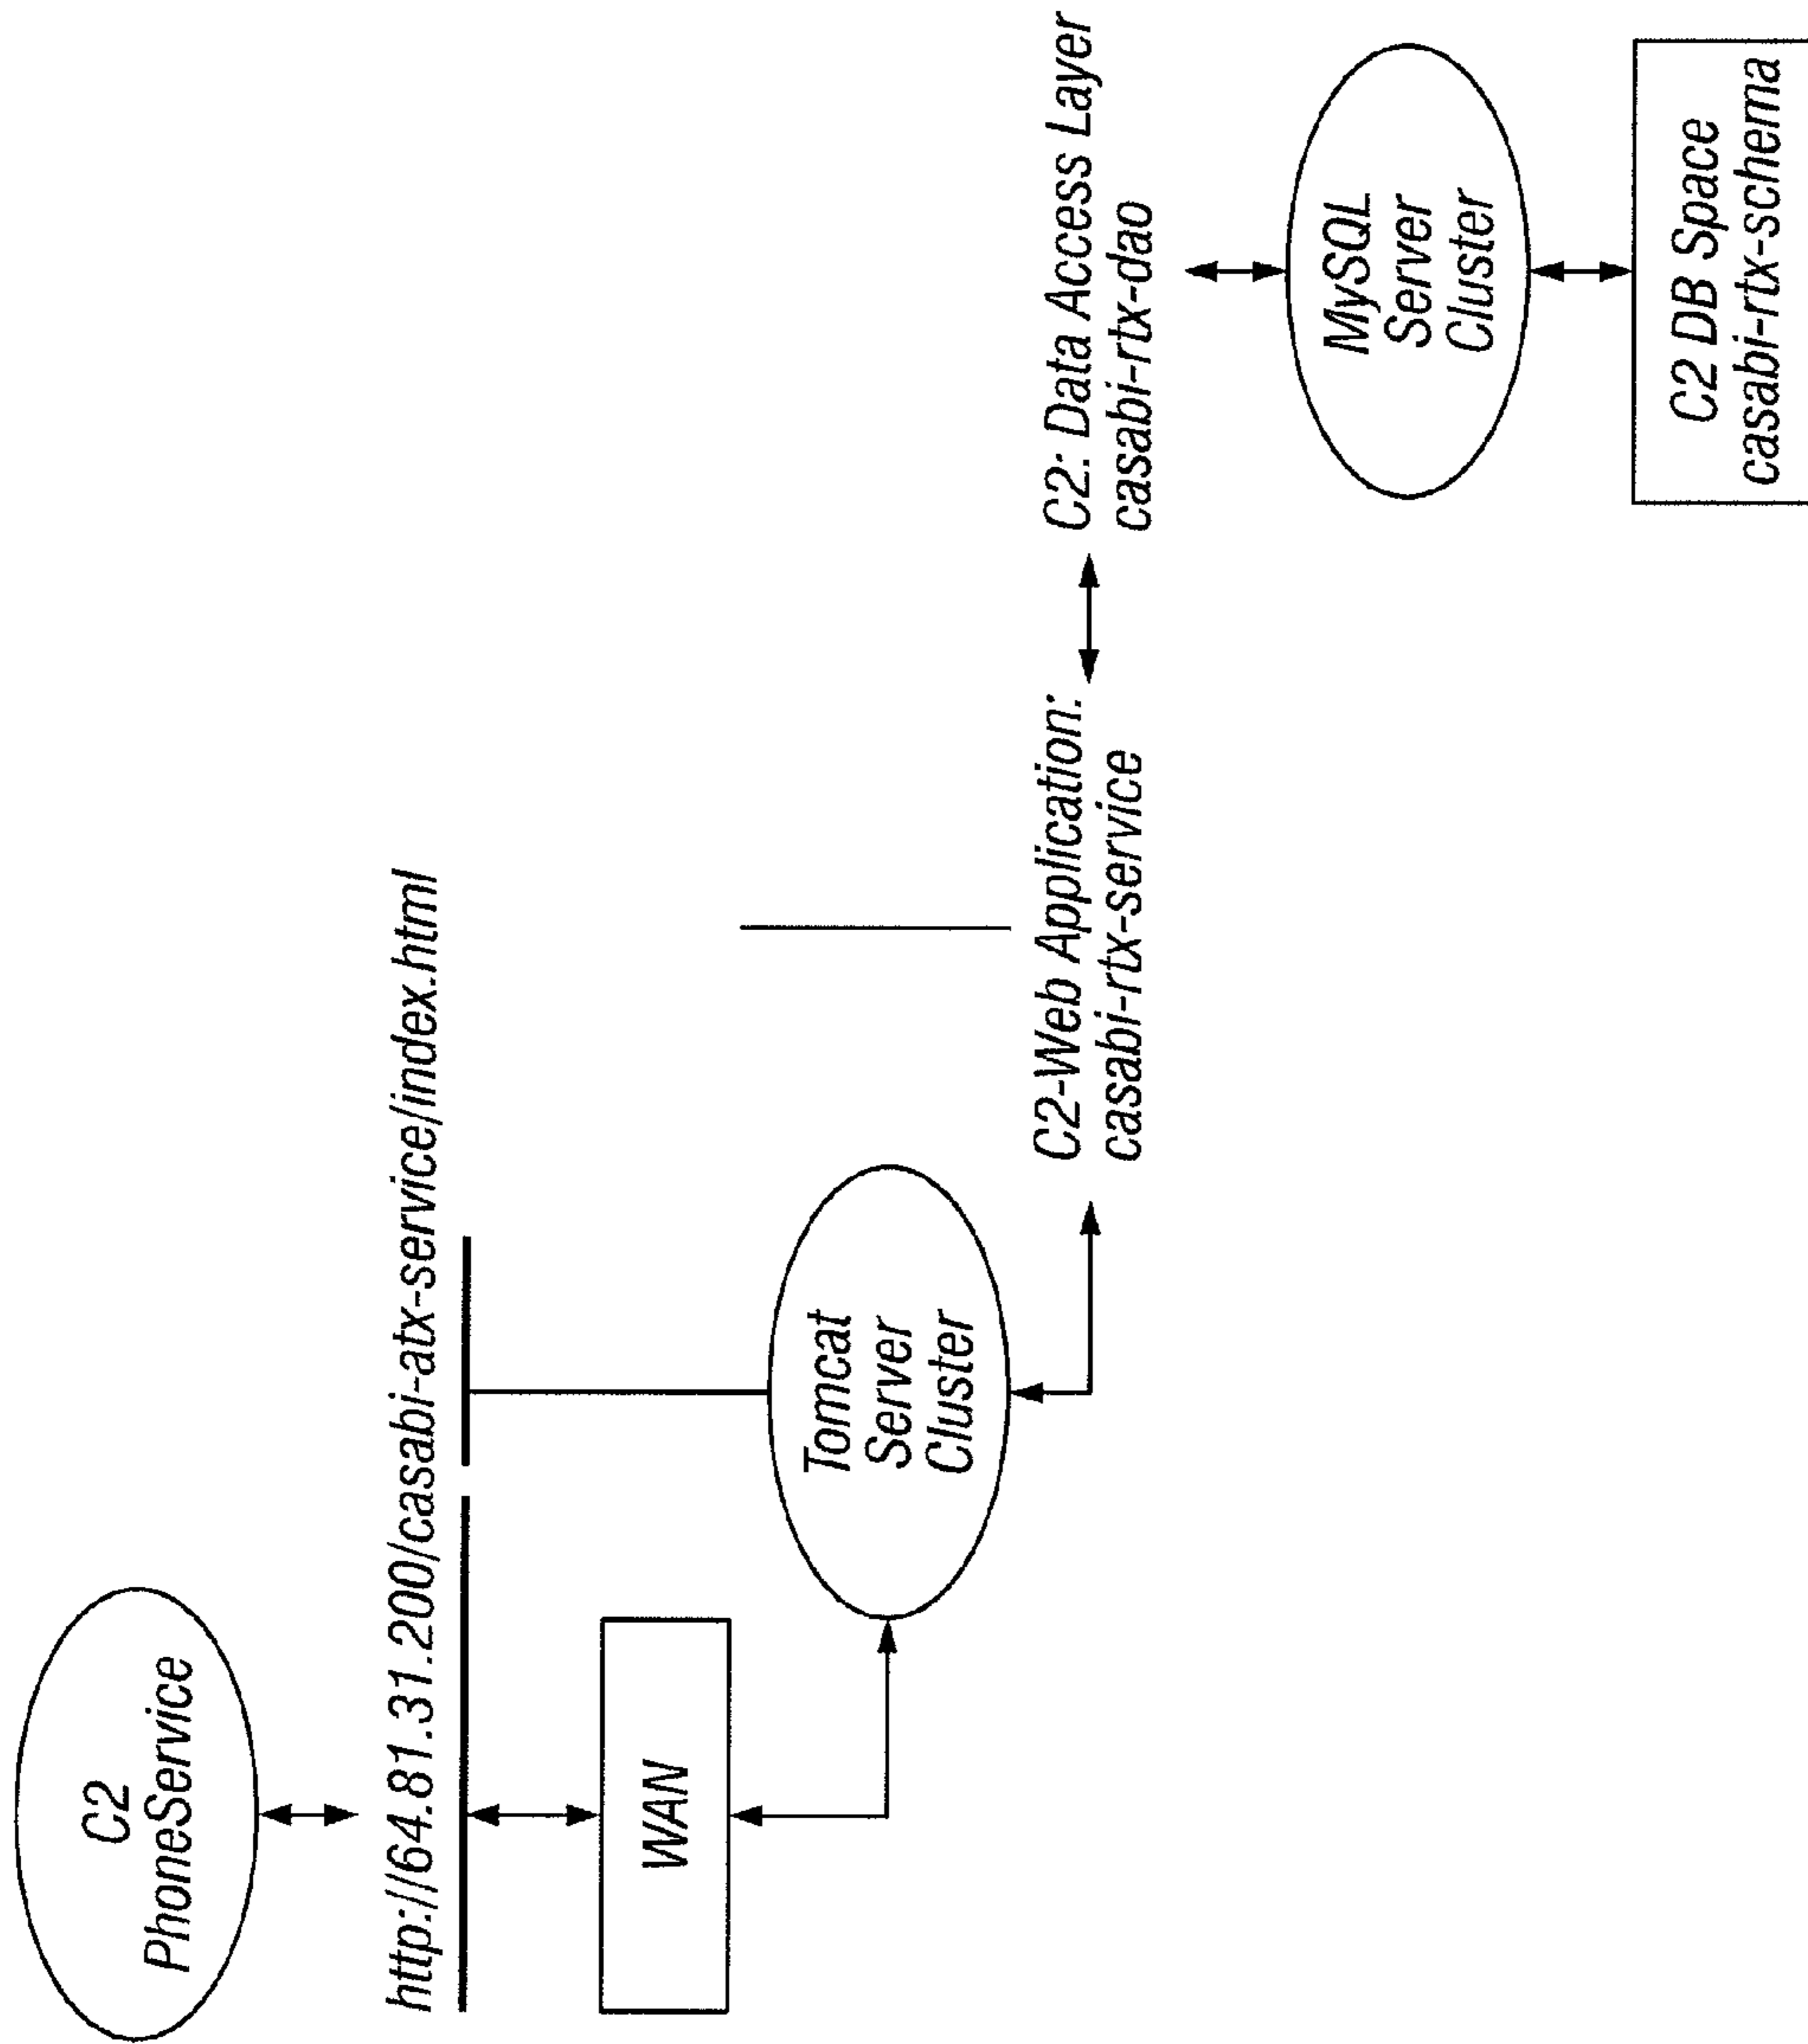 C2
PhoneService
http://64.81.31.200/casabi-atx-service/index.html
WAN
Tomcat
Server
Cluster
C2-Web Application:
casabi-rtx-service
C2: Data Access Layer
casabi-rtx-dao
MySQL
Server
Cluster
C2 DB Space
casabi-rtx-schema